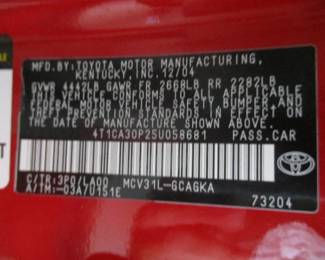 MFD.BY:TOYOTA MOTOR MANUFACTURING,
KENTUCKY,INC.12/04
GVWR 4442LB GAWR FR 2668LB RR 2282LB
THIS VEHICLE CONFORMS TO ALL APPLICABLE
FEDERAL MOTOR VEHICLE SAFETY, BUMPER, AND
THEFT PREVENTION STANDARDS IN EFFECT ON
THE DATE OF MANUFACTURE SHOWN ABOVE.
4T1CA30P25U058681 PASS.CAR
C/TR:3P0/LA00 MCV31L-GCAGKA
A/TM:-03A/U151E
73204
TOYOTA